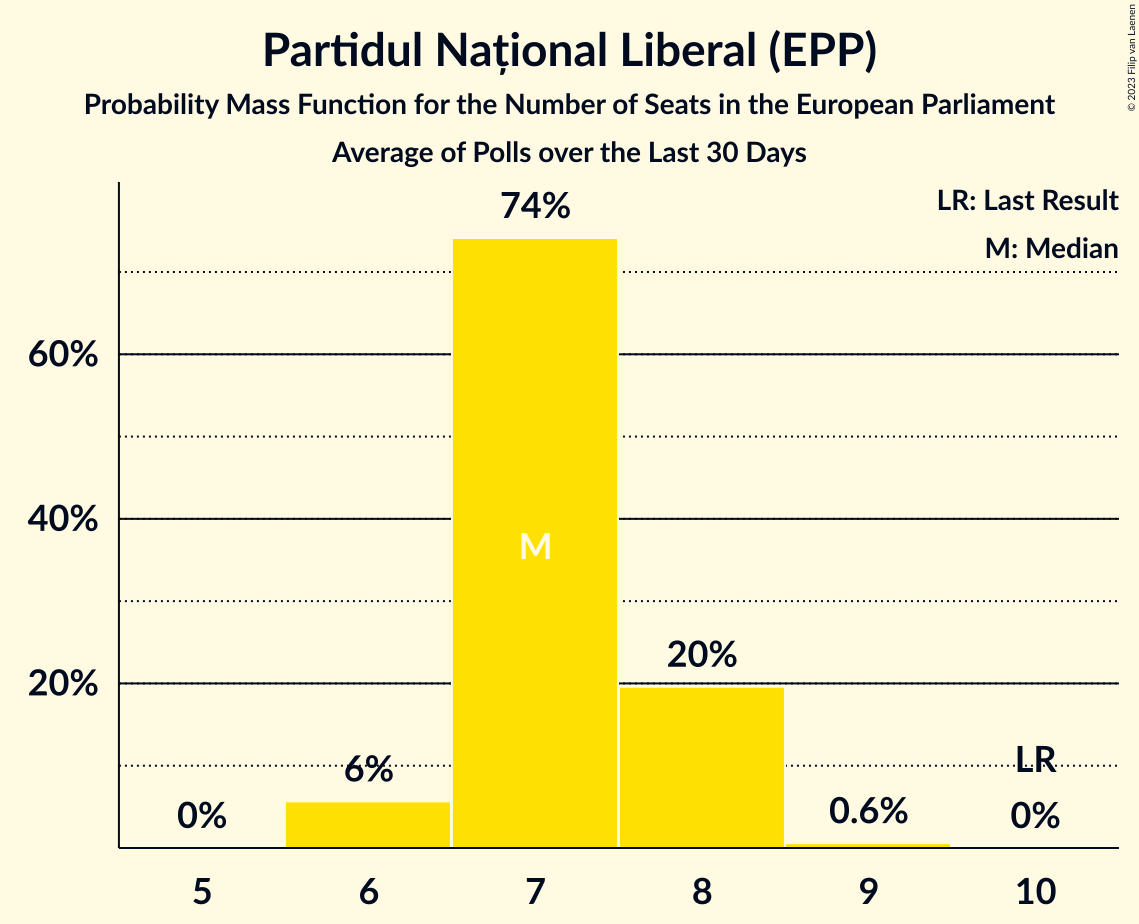 Partidul Național Liberal (EPP)
Probability Mass Function for the Number of Seats in the European Parliament
Average of Polls over the Last 30 Days
© 2023 Filip van Laenen
LR: Last Result
M: Median
74%
60%
40%
M
20%
20%
6%
LR
0%
0.6%
0%
5 6 7 8 9 10